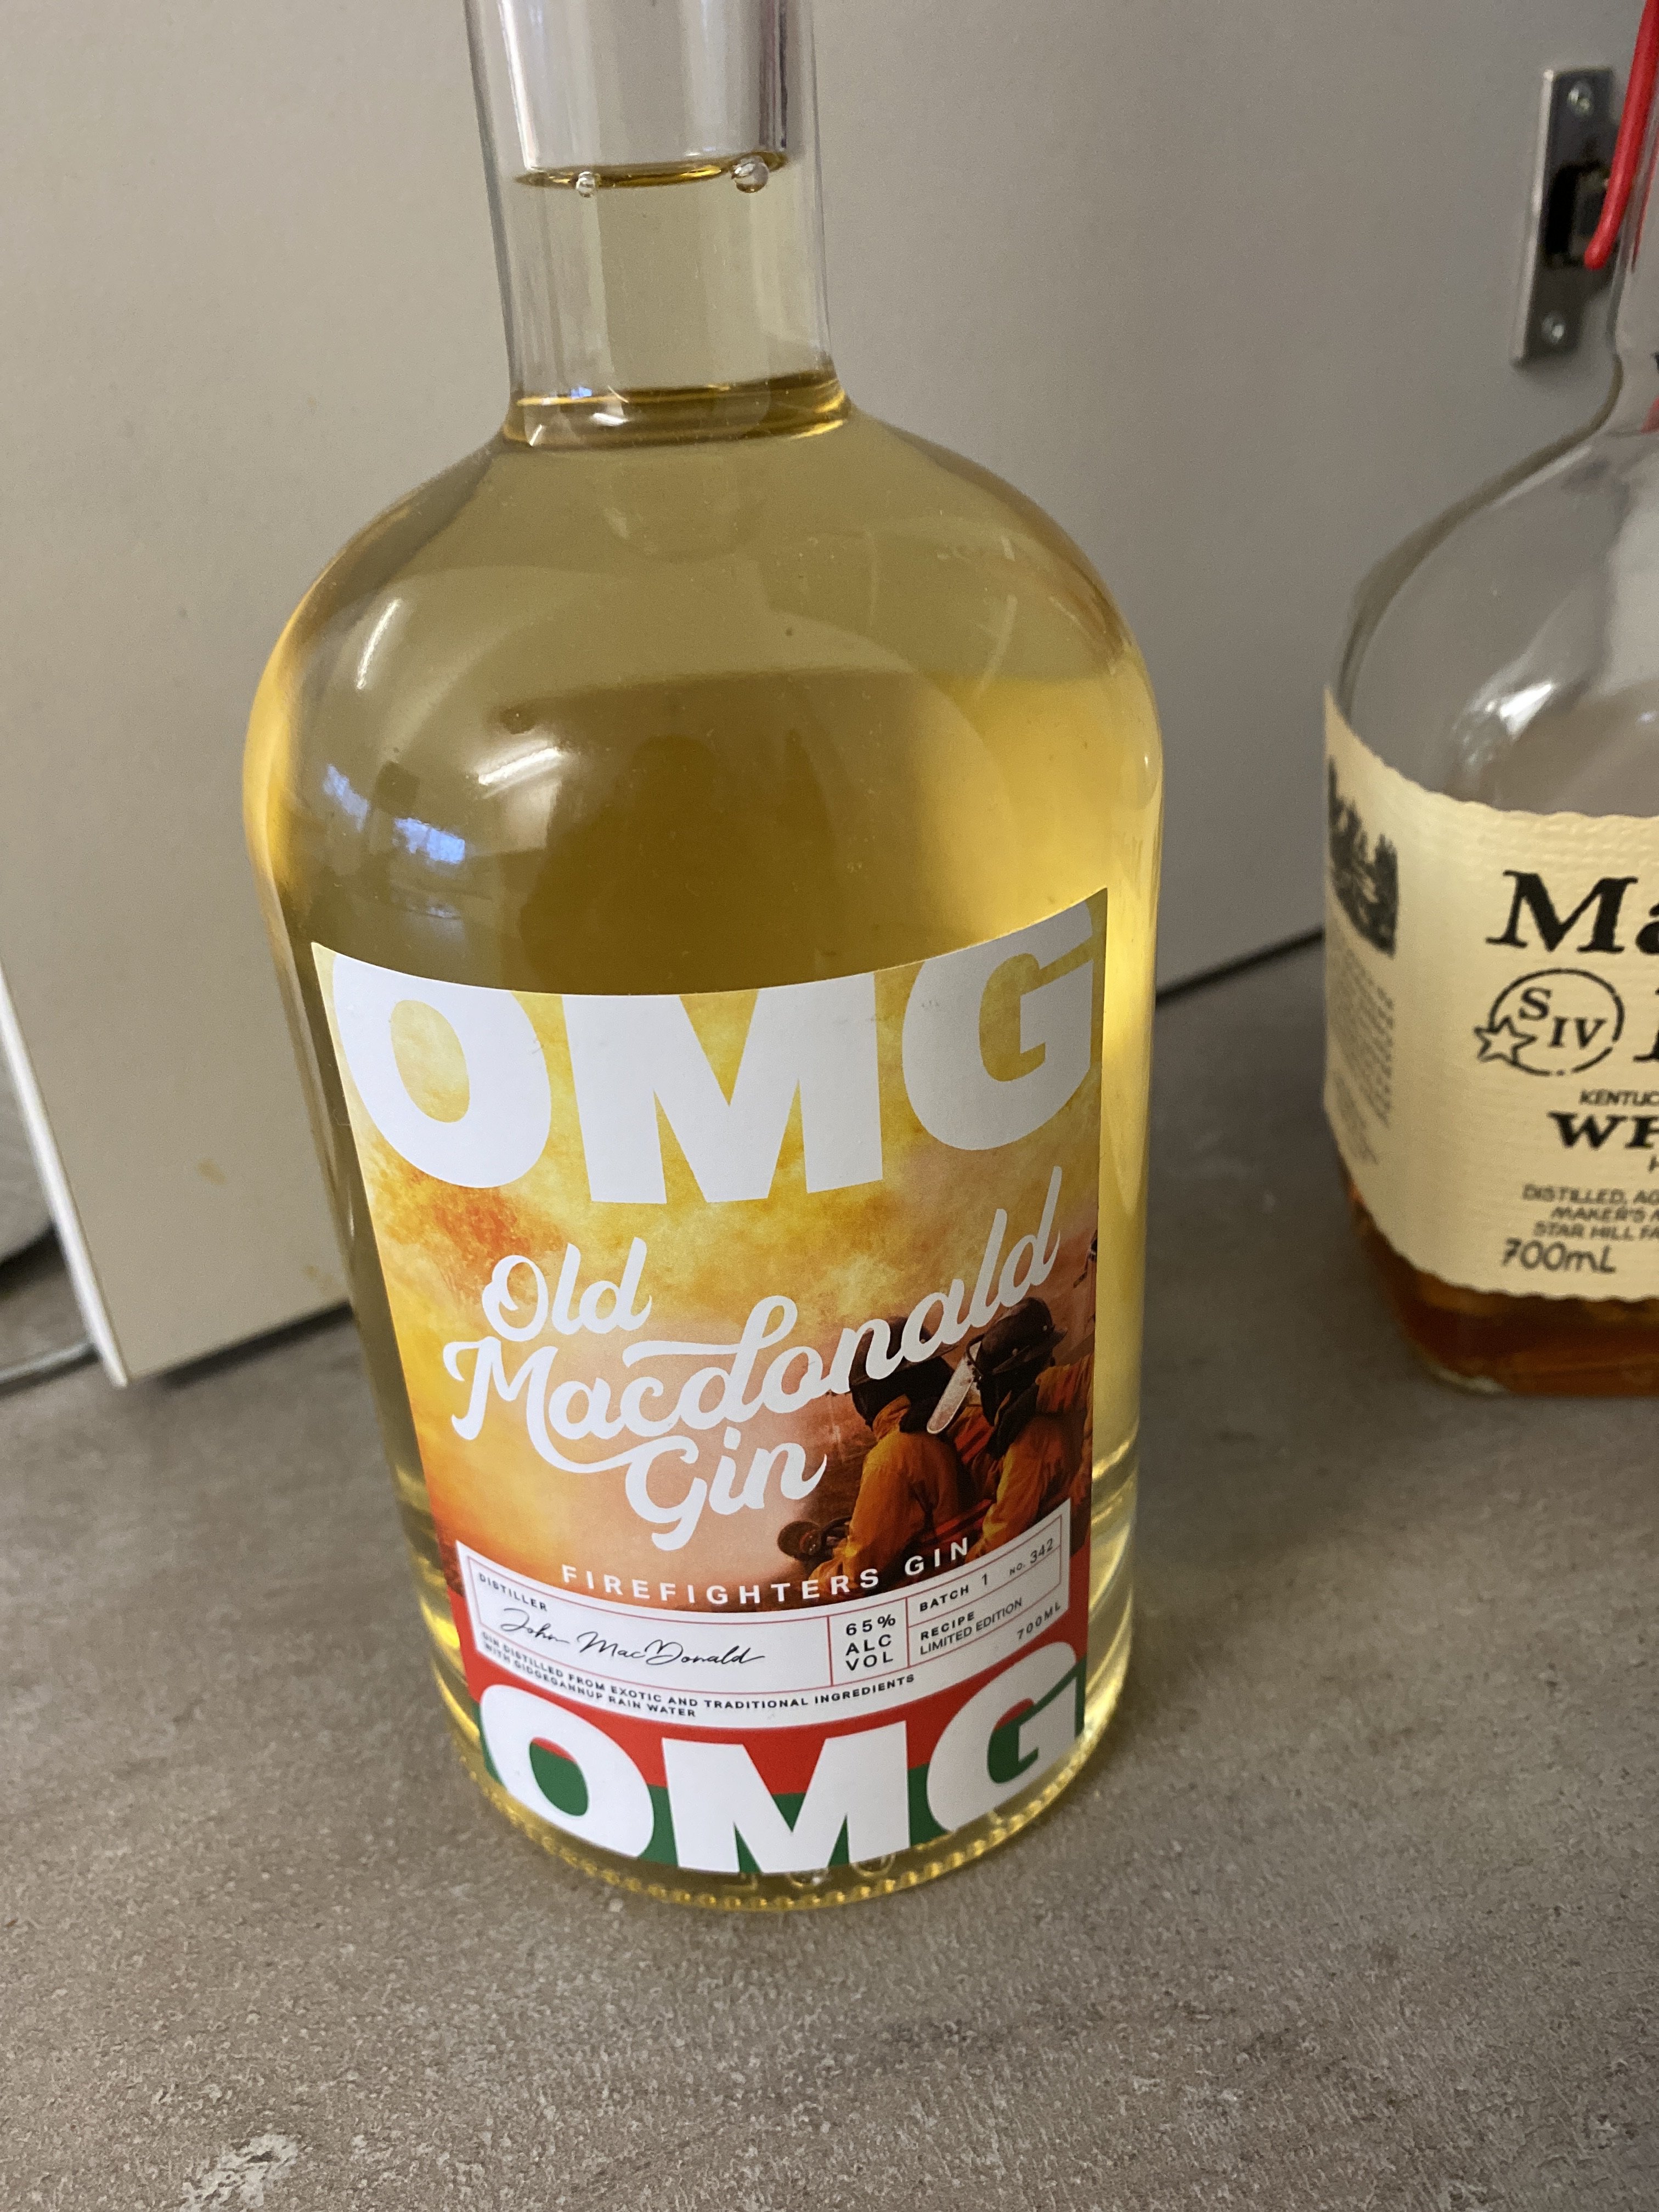 OMG
Old
Macdonald
Gin
FIREFIGHTERS GIN
DISTILLER
John MacDonald
65%
ALC
VOL
BATCH 1 NO. 342
RECIPE
LIMITED EDITION
700ML
GIN DISTILLED FROM EXOTIC AND TRADITIONAL INGREDIENTS
WITH GIDGEGANNUP RAIN WATER
OMG
Ma
S
IV
KENTUC
WH
DISTILLED, AG
MAKER'S M
STAR HILL FA
700mL